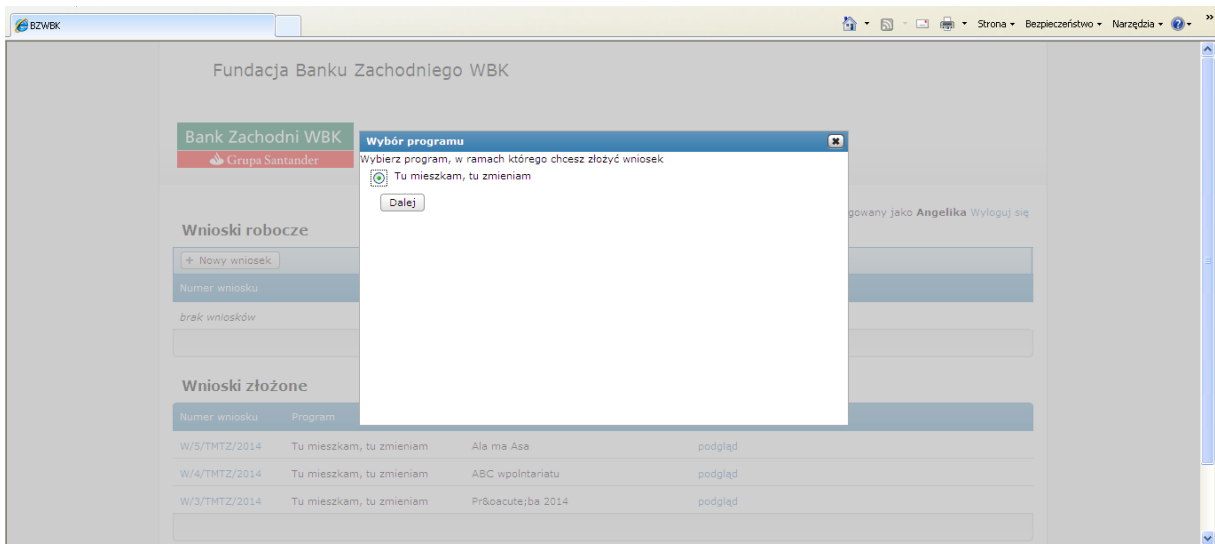 BZWBK
Strona
Bezpieczeństwo
Narzędzia
»
Fundacja Banku Zachodniego WBK
Bank Zachodni WBK
Grupa Santander
Wybór programu
Wybierz program, w ramach którego chcesz złożyć wniosek
Tu mieszkam, tu zmieniam
Dalej
gowany jako Angelika Wyloguj się
Wnioski robocze
+ Nowy wniosek
Numer wniosku
brak wniosków
Wnioski złożone
Numer wniosku Program
W/5/TMTZ/2014 Tu mieszkam, tu zmieniam Ala ma Asa podgląd
W/4/TMTZ/2014 Tu mieszkam, tu zmieniam ABC wpolntariatu podgląd
W/3/TMTZ/2014 Tu mieszkam, tu zmieniam Pr&oacute;ba 2014 podgląd